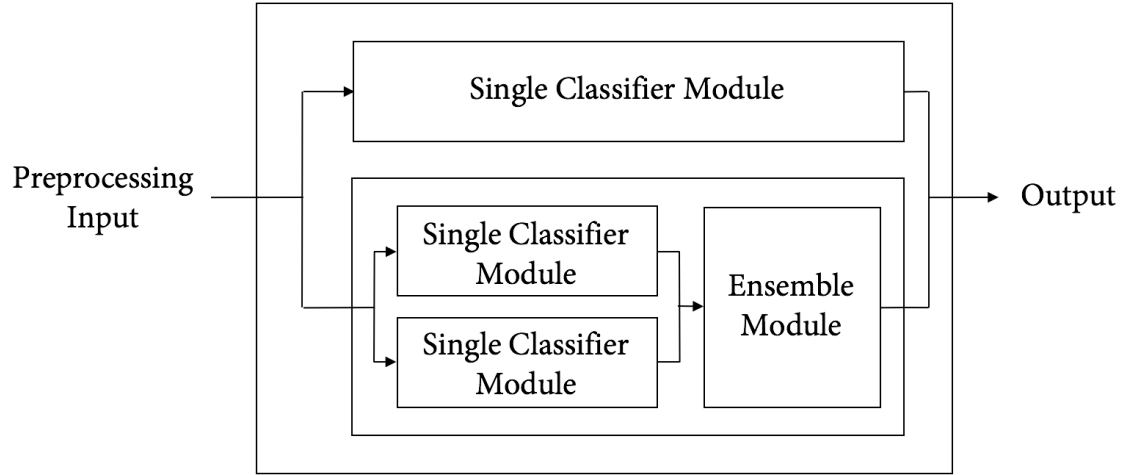 Single Classifier Module
Preprocessing
Input
Output
Single Classifier
Module
Single Classifier
Module
Ensemble
Module